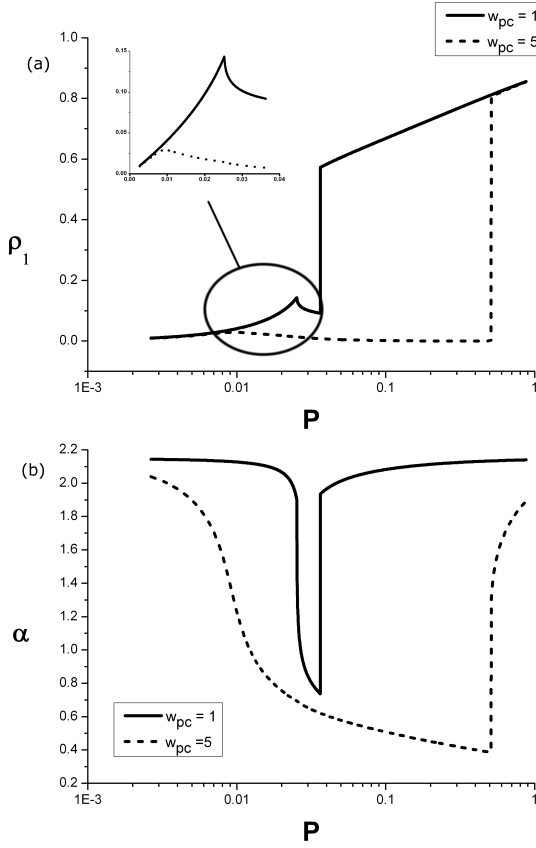 w_pc = 1
w_pc = 5
(a)
1.0
0.8
0.6
0.4
0.2
0.0
ρ_1
0.15
0.10
0.05
0.00
0.00 0.01 0.02 0.03 0.04
1E-3 0.01 0.1 1
P
(b)
2.2
2.0
1.8
1.6
1.4
1.2
1.0
0.8
0.6
0.4
0.2
α
w_pc = 1
w_pc =5
1E-3 0.01 0.1 1
P